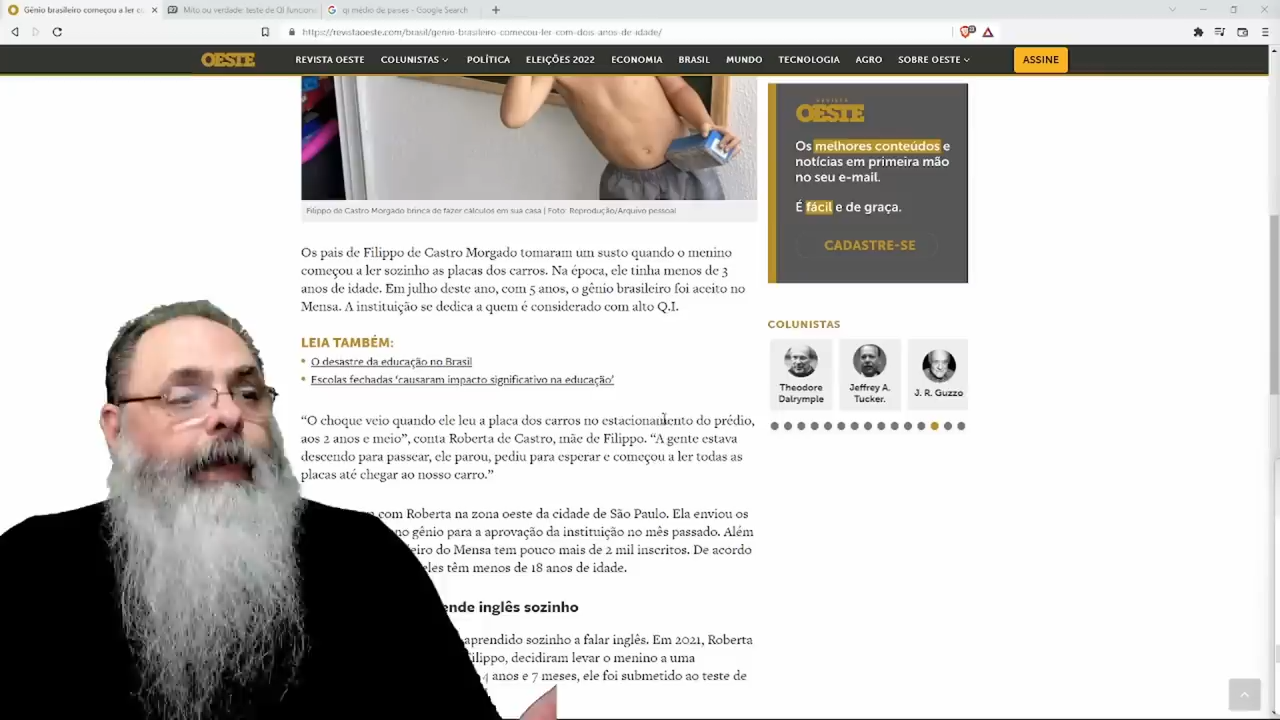 Gênio brasileiro começou a ler co
Mito ou verdade: teste de QI funcion
qi médio de países - Google Search
https://revistaoeste.com/brasil/genio-brasileiro-comecou-ler-com-dois-anos-de-idade/
OESTE
REVISTA OESTE
COLUNISTAS
POLÍTICA
ELEIÇÕES 2022
ECONOMIA
BRASIL
MUNDO
TECNOLOGIA
AGRO
SOBRE OESTE
ASSINE
Filippo de Castro Morgado brinca de fazer cálculos em sua casa | Foto: Reprodução/Arquivo pessoal
Os pais de Filippo de Castro Morgado tomaram um susto quando o menino
começou a ler sozinho as placas dos carros. Na época, ele tinha menos de 3
anos de idade. Em julho deste ano, com 5 anos, o gênio brasileiro foi aceito no
Mensa. A instituição se dedica a quem é considerado com alto Q.I.
LEIA TAMBÉM:
O desastre da educação no Brasil
Escolas fechadas ‘causaram impacto significativo na educação’
“O choque veio quando ele leu a placa dos carros no estacionamento do prédio,
aos 2 anos e meio”, conta Roberta de Castro, mãe de Filippo. “A gente estava
descendo para passear, ele parou, pediu para esperar e começou a ler todas as
placas até chegar ao nosso carro.”
com Roberta na zona oeste da cidade de São Paulo. Ela enviou os
no gênio para a aprovação da instituição no mês passado. Além
eiro do Mensa tem pouco mais de 2 mil inscritos. De acordo
eles têm menos de 18 anos de idade.
ende inglês sozinho
aprendido sozinho a falar inglês. Em 2021, Roberta
Filippo, decidiram levar o menino a uma
4 anos e 7 meses, ele foi submetido ao teste de
REVISTA
OESTE
Os melhores conteúdos e
notícias em primeira mão
no seu e-mail.
É fácil e de graça.
CADASTRE-SE
COLUNISTAS
Theodore
Dalrymple
Jeffrey A.
Tucker.
J. R. Guzzo